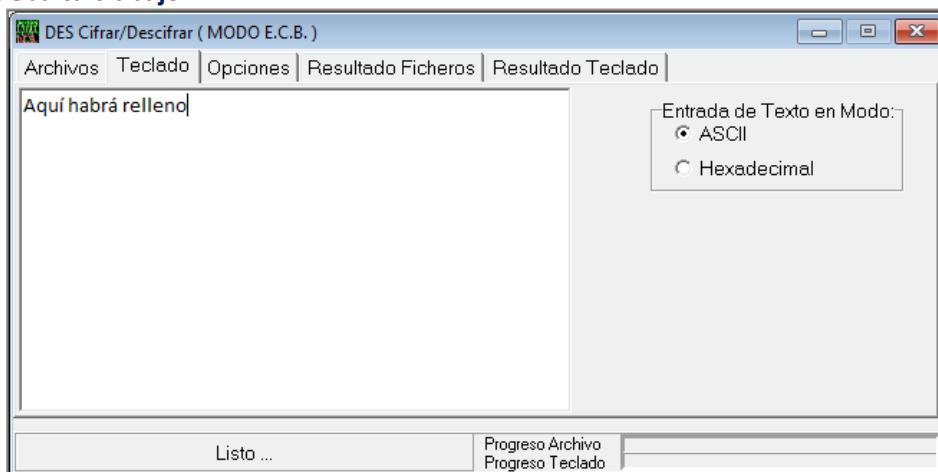 DES Cifrar/Descifrar ( MODO E.C.B. )
Archivos Teclado Opciones Resultado Ficheros Resultado Teclado
Aquí habrá relleno
Entrada de Texto en Modo:
ASCII
Hexadecimal
Listo ...
Progreso Archivo
Progreso Teclado